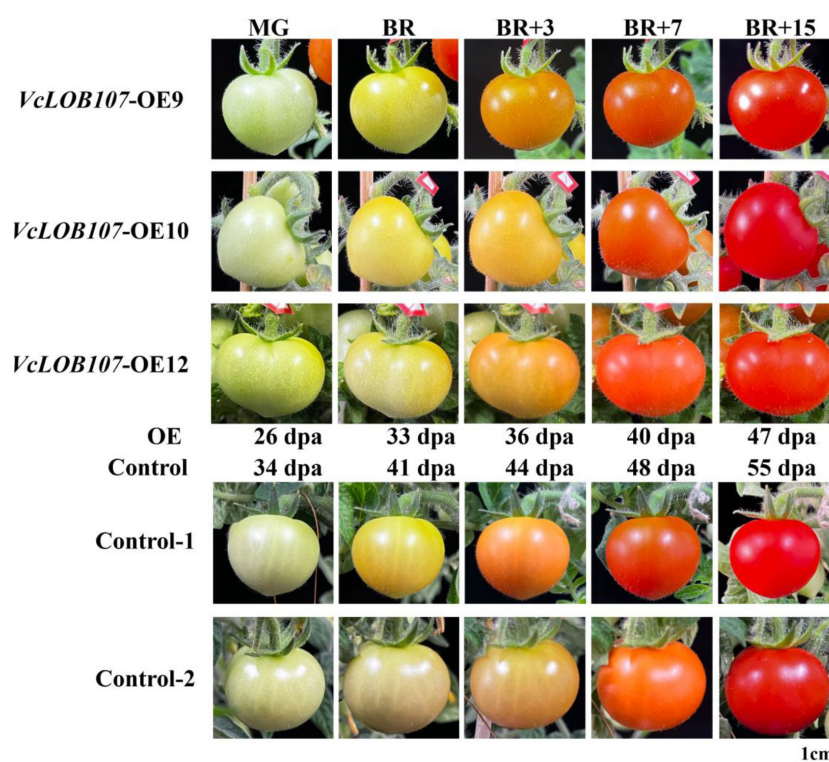 MG BR BR+3 BR+7 BR+15
VcLOB107-OE9
VcLOB107-OE10
VcLOB107-OE12
OE 26 dpa 33 dpa 36 dpa 40 dpa 47 dpa
Control 34 dpa 41 dpa 44 dpa 48 dpa 55 dpa
Control-1
Control-2
1cm